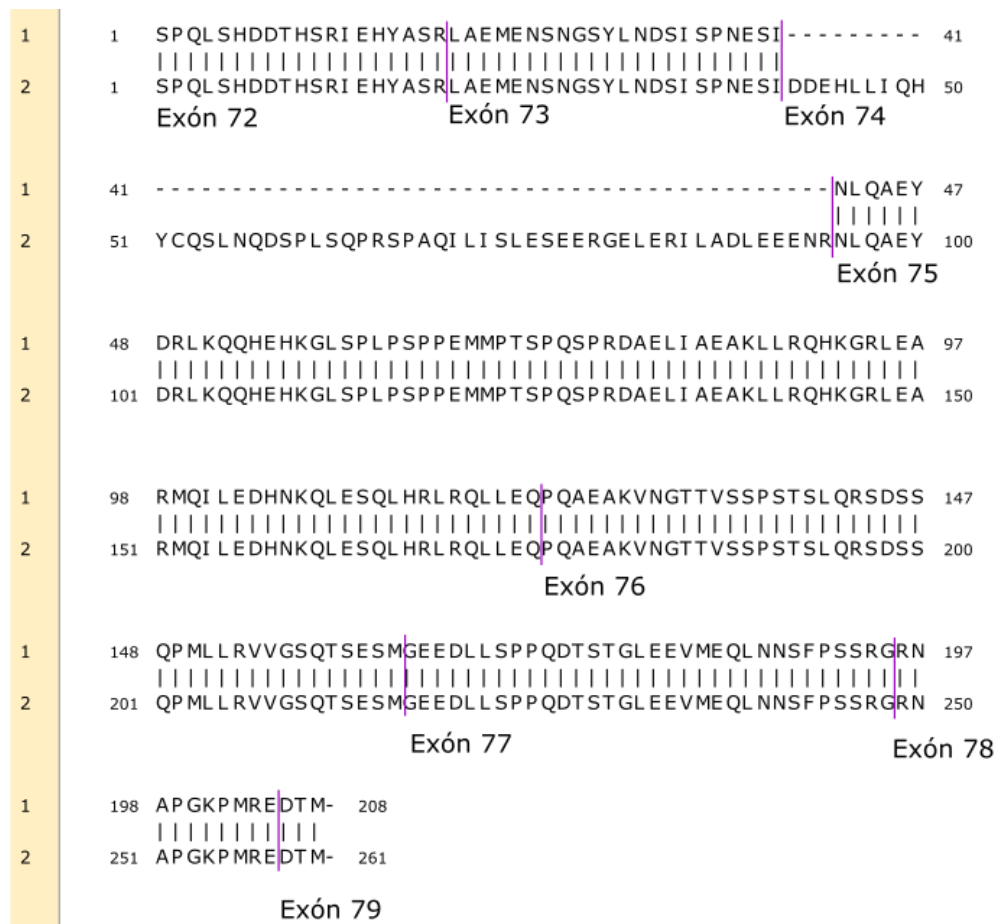 1 1 SPQLSHDDTHSRIEHYASRLAEMENSNGSYLNDSISPNESI--------- 41
2 1 SPQLSHDDTHSRIEHYASRLAEMENSNGSYLNDSISPNESIDDEHLLIQH 50
Exón 72 Exón 73 Exón 74
1 41 --------------------------------------------NLQAEY 47
2 51 YCQSLNQDSPLSQPRSPAQILISLESEERGELERILADLEEENRNLQAEY 100
Exón 75
1 48 DRLKQQHEHKGLSPLPSPPEMMPTSPQSPRDAELIAEAKLLRQHKGRLEA 97
2 101 DRLKQQHEHKGLSPLPSPPEMMPTSPQSPRDAELIAEAKLLRQHKGRLEA 150
1 98 RMQILEDHNKQLESQLHRLRQLLEQPQAEAKVNGTTVSSPSTSLQRSDSS 147
2 151 RMQILEDHNKQLESQLHRLRQLLEQPQAEAKVNGTTVSSPSTSLQRSDSS 200
Exón 76
1 148 QPMLLRVVGSQTSESMGEEDLLSPPQDTSTGLEEVMEQLNNSFPSSRGRN 197
2 201 QPMLLRVVGSQTSESMGEEDLLSPPQDTSTGLEEVMEQLNNSFPSSRGRN 250
Exón 77 Exón 78
1 198 APGKPMREDTM- 208
2 251 APGKPMREDTM- 261
Exón 79